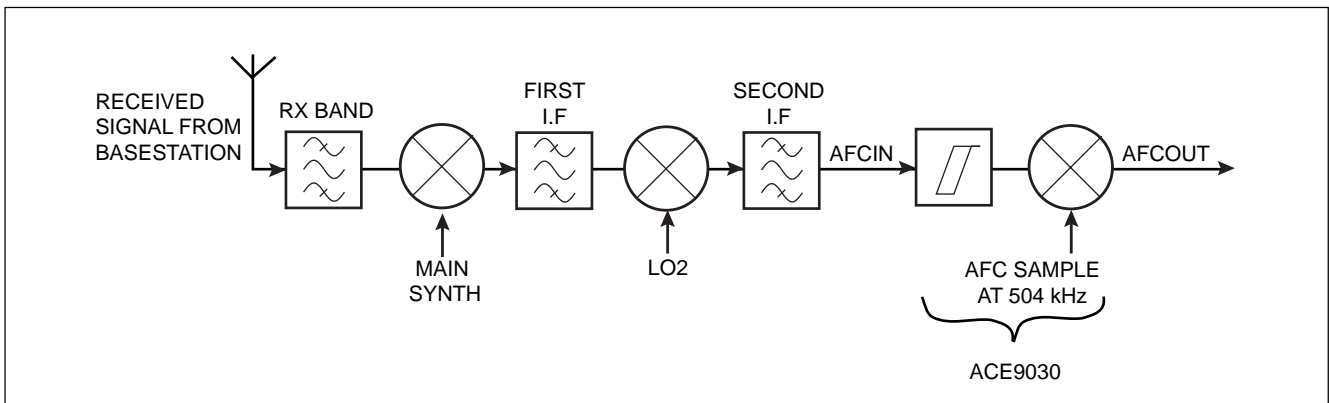 RECEIVED
SIGNAL FROM
BASESTATION
RX BAND
MAIN
SYNTH
FIRST
I.F
LO2
SECOND
I.F
AFCIN
AFC SAMPLE
AT 504 kHz
AFCOUT
ACE9030